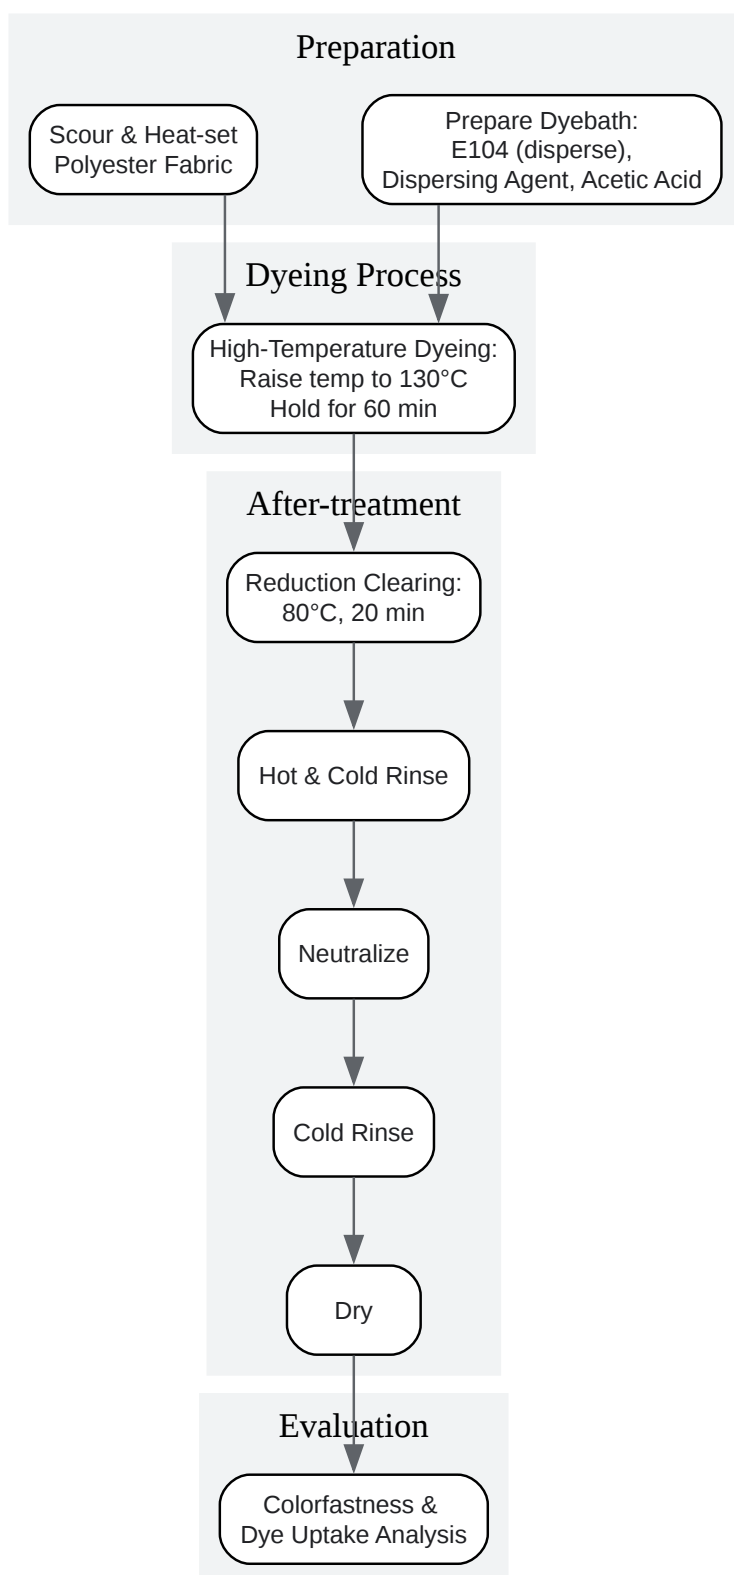 Preparation
Scour & Heat-set
Polyester Fabric
Prepare Dyebath:
E104 (disperse),
Dispersing Agent, Acetic Acid
Dyeing Process
High-Temperature Dyeing:
Raise temp to 130°C
Hold for 60 min
After-treatment
Reduction Clearing:
80°C, 20 min
Hot & Cold Rinse
Neutralize
Cold Rinse
Dry
Evaluation
Colorfastness &
Dye Uptake Analysis